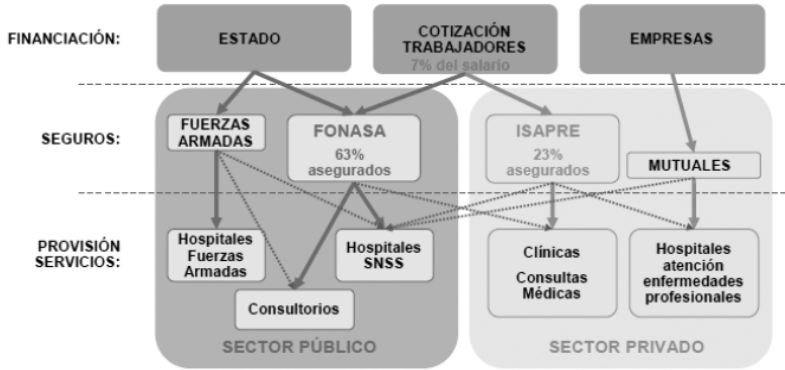 FINANCIACIÓN:
ESTADO
COTIZACIÓN
TRABAJADORES
7% del salario
EMPRESAS
SEGUROS:
FUERZAS
ARMADAS
FONASA
63%
asegurados
ISAPRE
23%
asegurados
MUTUALES
PROVISIÓN
SERVICIOS:
Hospitales
Fuerzas
Armadas
Hospitales
SNSS
Consultorios
Clínicas
Consultas
Médicas
Hospitales
atención
enfermedades
profesionales
SECTOR PÚBLICO
SECTOR PRIVADO